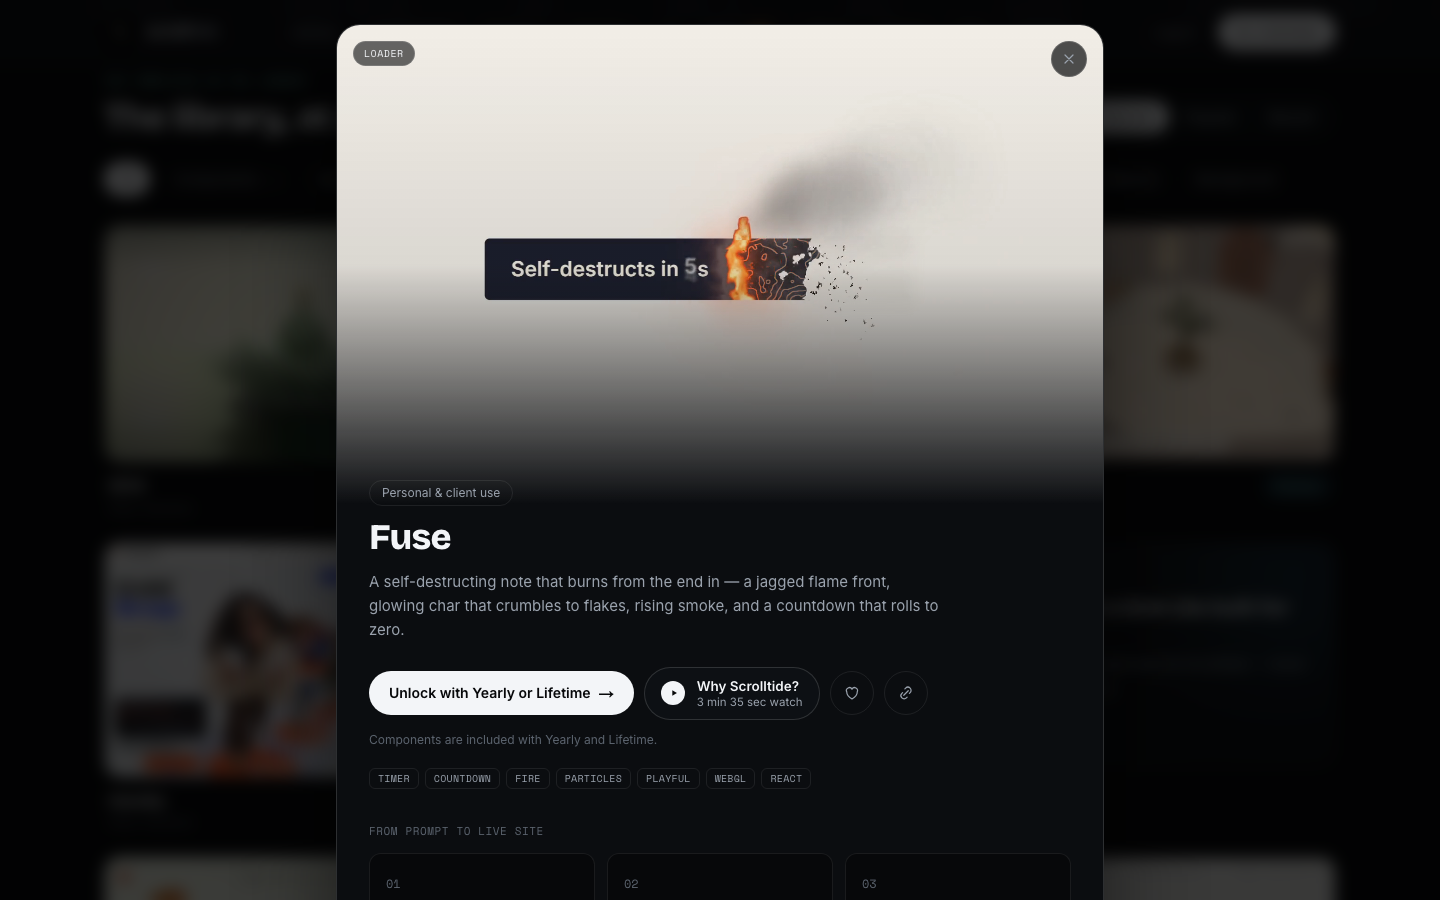 LOADER
Self-destructs in 5s
Personal & client use
Fuse
A self-destructing note that burns from the end in — a jagged flame front,
glowing char that crumbles to flakes, rising smoke, and a countdown that rolls to
zero.
Unlock with Yearly or Lifetime →
Why Scrolltide?
3 min 35 sec watch
Components are included with Yearly and Lifetime.
TIMER
COUNTDOWN
FIRE
PARTICLES
PLAYFUL
WEBGL
REACT
FROM PROMPT TO LIVE SITE
01
02
03
The library, at